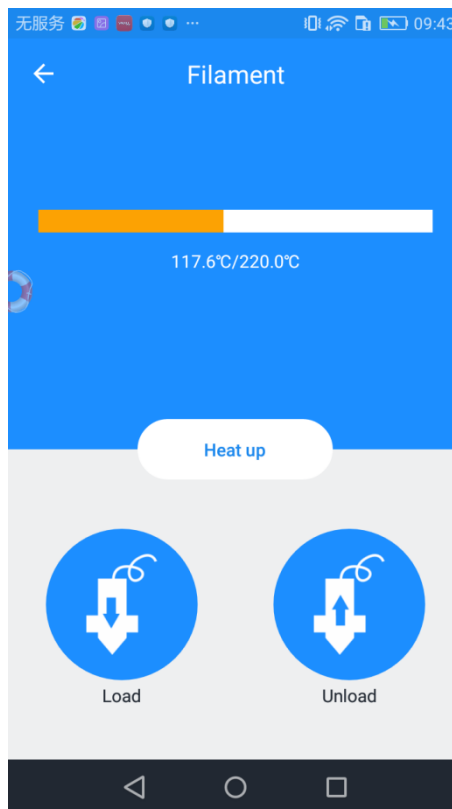 无服务 ... 09:43
Filament
117.6℃/220.0℃
Heat up
Load
Unload